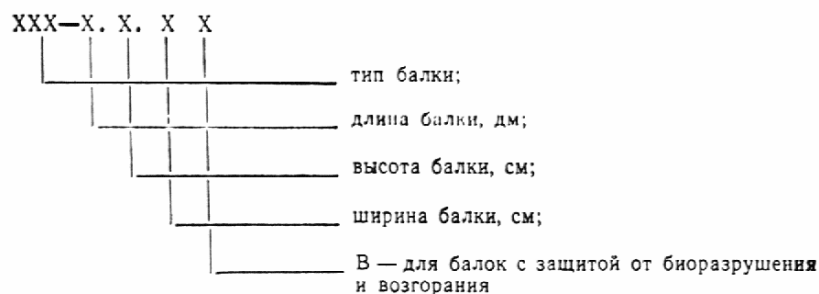 XXX—X. X. X X
тип балки;
длина балки, дм;
высота балки, см;
ширина балки, см;
В — для балок с защитой от биоразрушения
и возгорания